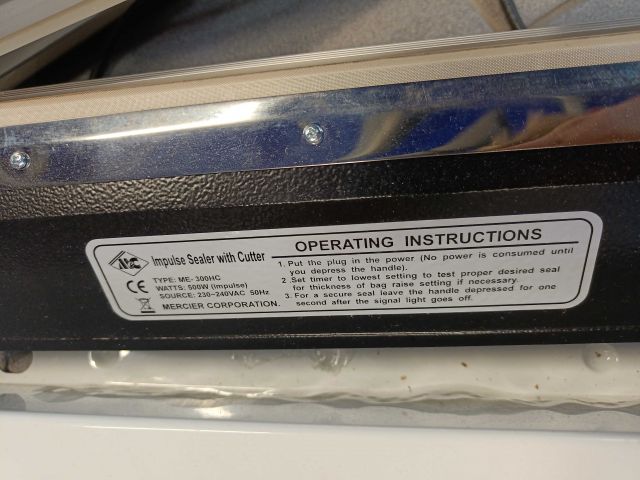 MEC
Impulse Sealer with Cutter
TYPE: ME- 300HC
WATTS: 500W (impulse)
SOURCE: 230~240VAC 50Hz
MERCIER CORPORATION.
CE
OPERATING INSTRUCTIONS
1. Put the plug in the power (No power is consumed until
you depress the handle).
2. Set timer to lowest setting to test proper desired seal
for thickness of bag raise setting if necessary.
3. For a secure seal leave the handle depressed for one
second after the signal light goes off.